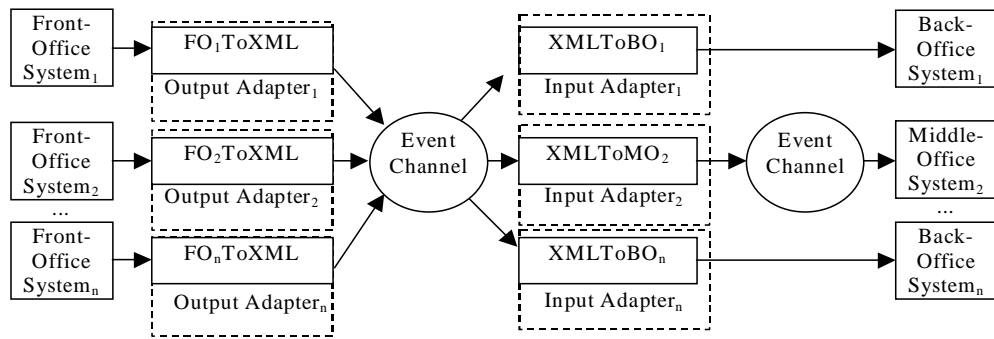 Front-
Office
System₁
FO₁ToXML
Output Adapter₁
XMLToBO₁
Input Adapter₁
Back-
Office
System₁
Front-
Office
System₂
...
FO₂ToXML
Output Adapter₂
Event
Channel
XMLToMO₂
Input Adapter₂
Event
Channel
Middle-
Office
System₂
...
Front-
Office
Systemₙ
FOₙToXML
Output Adapterₙ
XMLToBOₙ
Input Adapterₙ
Back-
Office
Systemₙ